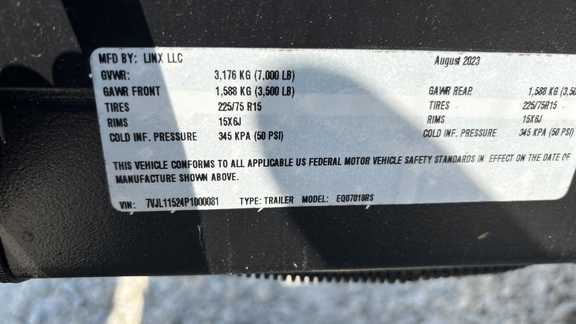 MFD BY: LINX LLC August 2023
GVWR: 3,176 KG (7,000 LB)
GAWR FRONT 1,588 KG (3,500 LB) GAWR REAR 1,588 KG (3,50
TIRES 225/75 R15 TIRES 225/75R15
RIMS 15X6J RIMS 15X6J
COLD INF. PRESSURE 345 KPA (50 PSI) COLD INF. PRESSURE 345 KPA (50 PSI)
THIS VEHICLE CONFORMS TO ALL APPLICABLE US FEDERAL MOTOR VEHICLE SAFETY STANDARDS IN EFFECT ON THE DATE OF
MANUFACTURE SHOWN ABOVE.
VIN: 7VJL11524P1000081 TYPE: TRAILER MODEL: EQ07018RS